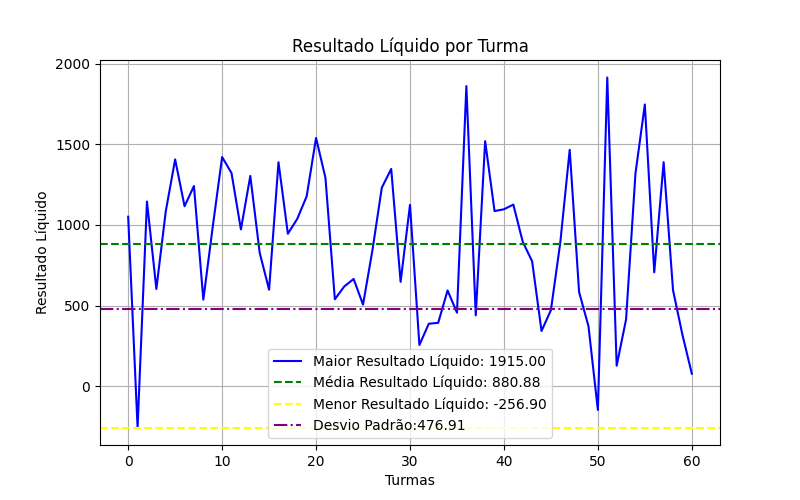 Resultado Líquido por Turma
2000
1500
1000
500
0
Resultado Líquido
Maior Resultado Líquido: 1915.00
Média Resultado Líquido: 880.88
Menor Resultado Líquido: -256.90
Desvio Padrão:476.91
0 10 20 30 40 50 60
Turmas